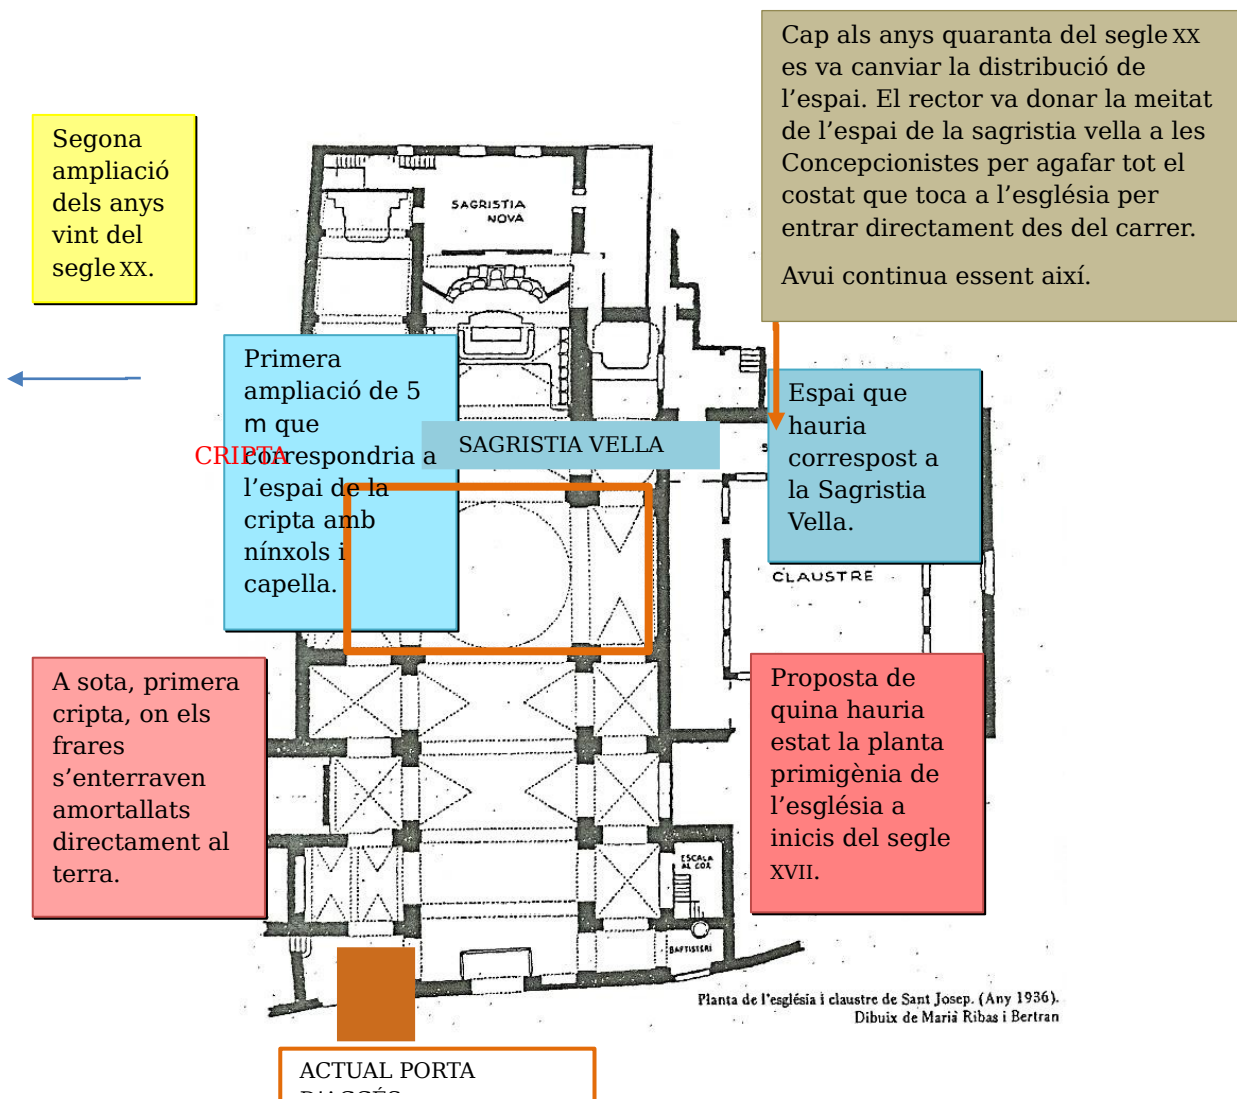 Cap als anys quaranta del segle XX
es va canviar la distribució de
l’espai. El rector va donar la meitat
de l’espai de la sagristia vella a les
Concepcionistes per agafar tot el
costat que toca a l’església per
entrar directament des del carrer.
Avui continua essent així.
Segona
ampliació
dels anys
vint del
segle XX.
SAGRISTIA
NOVA
Primera
ampliació de 5
m que
correspondria a
l’espai de la
cripta amb
nínxols i
capella.
CRIPTA
SAGRISTIA VELLA
Espai que
hauria
correspost a
la Sagristia
Vella.
CLAUSTRE
A sota, primera
cripta, on els
frares
s’enterraven
amortallats
directament al
terra.
Proposta de
quina hauria
estat la planta
primigènia de
l’església a
inicis del segle
XVII.
ESCALA
AL COR
BAPTISTERI
Planta de l’església i claustre de Sant Josep. (Any 1936).
Dibuix de Marià Ribas i Bertran
ACTUAL PORTA
D’ACCÉS